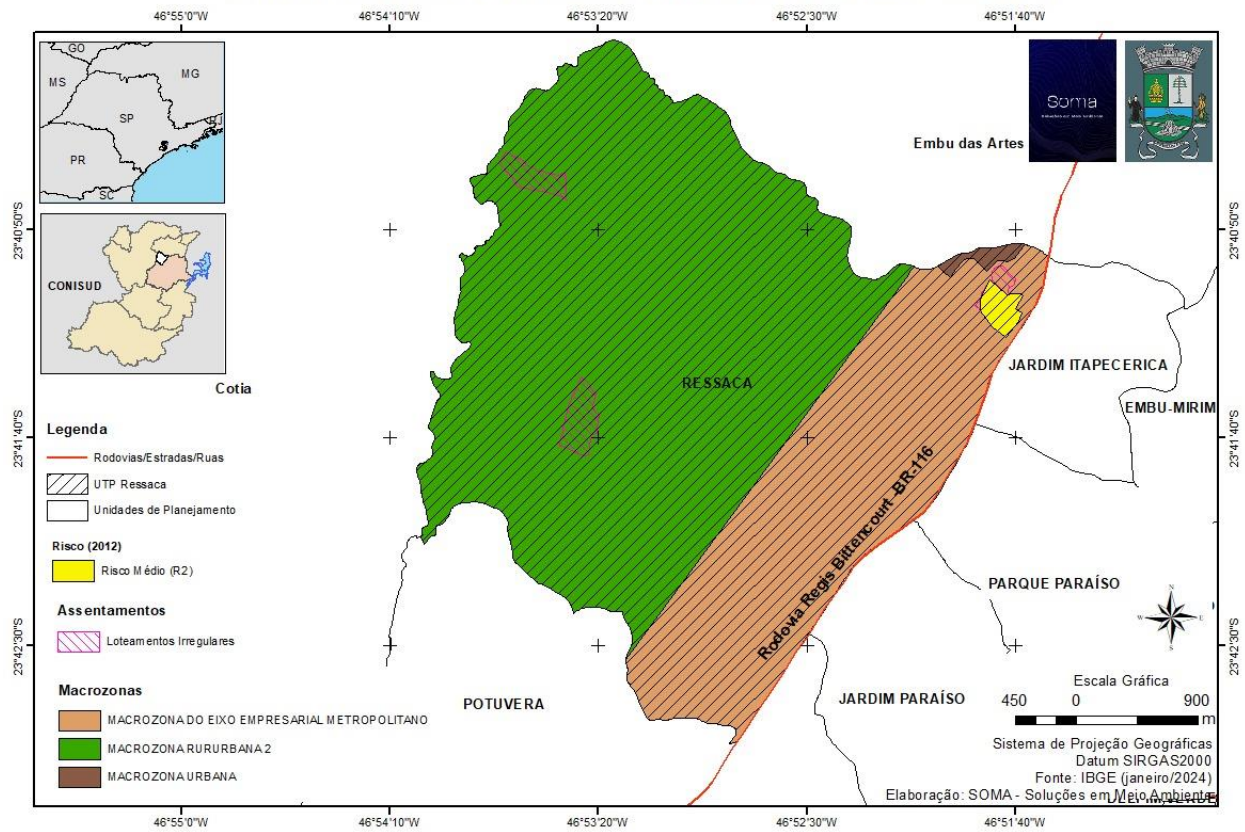 46°55'0"W
46°54'10"W
46°53'20"W
46°52'30"W
46°51'40"W
GO
MS
MG
SP
RJ
PR
SC
CONISUD
Soma
Embu das Artes
23°40'50"S
23°40'50"S
Cotia
RESSACA
JARDIM ITAPECERICA
EMBU-MIRIM
23°41'40"S
23°41'40"S
Rodovia Regis Bittencourt -BR-116
PARQUE PARAÍSO
23°42'30"S
23°42'30"S
POTUVERA
JARDIM PARAÍSO
Legenda
Rodovias/Estradas/Ruas
UTP Ressaca
Unidades de Planejamento
Risco (2012)
Risco Médio (R2)
Assentamentos
Loteamentos Irregulares
Macrozonas
MACROZONA DO EIXO EMPRESARIAL METROPOLITANO
MACROZONA RURURBANA 2
MACROZONA URBANA
N
W
E
S
Escala Gráfica
450 0 900
m
Sistema de Projeção Geográficas
Datum SIRGAS2000
Fonte: IBGE (janeiro/2024)
Elaboração: SOMA - Soluções em Meio Ambiente
46°55'0"W
46°54'10"W
46°53'20"W
46°52'30"W
46°51'40"W